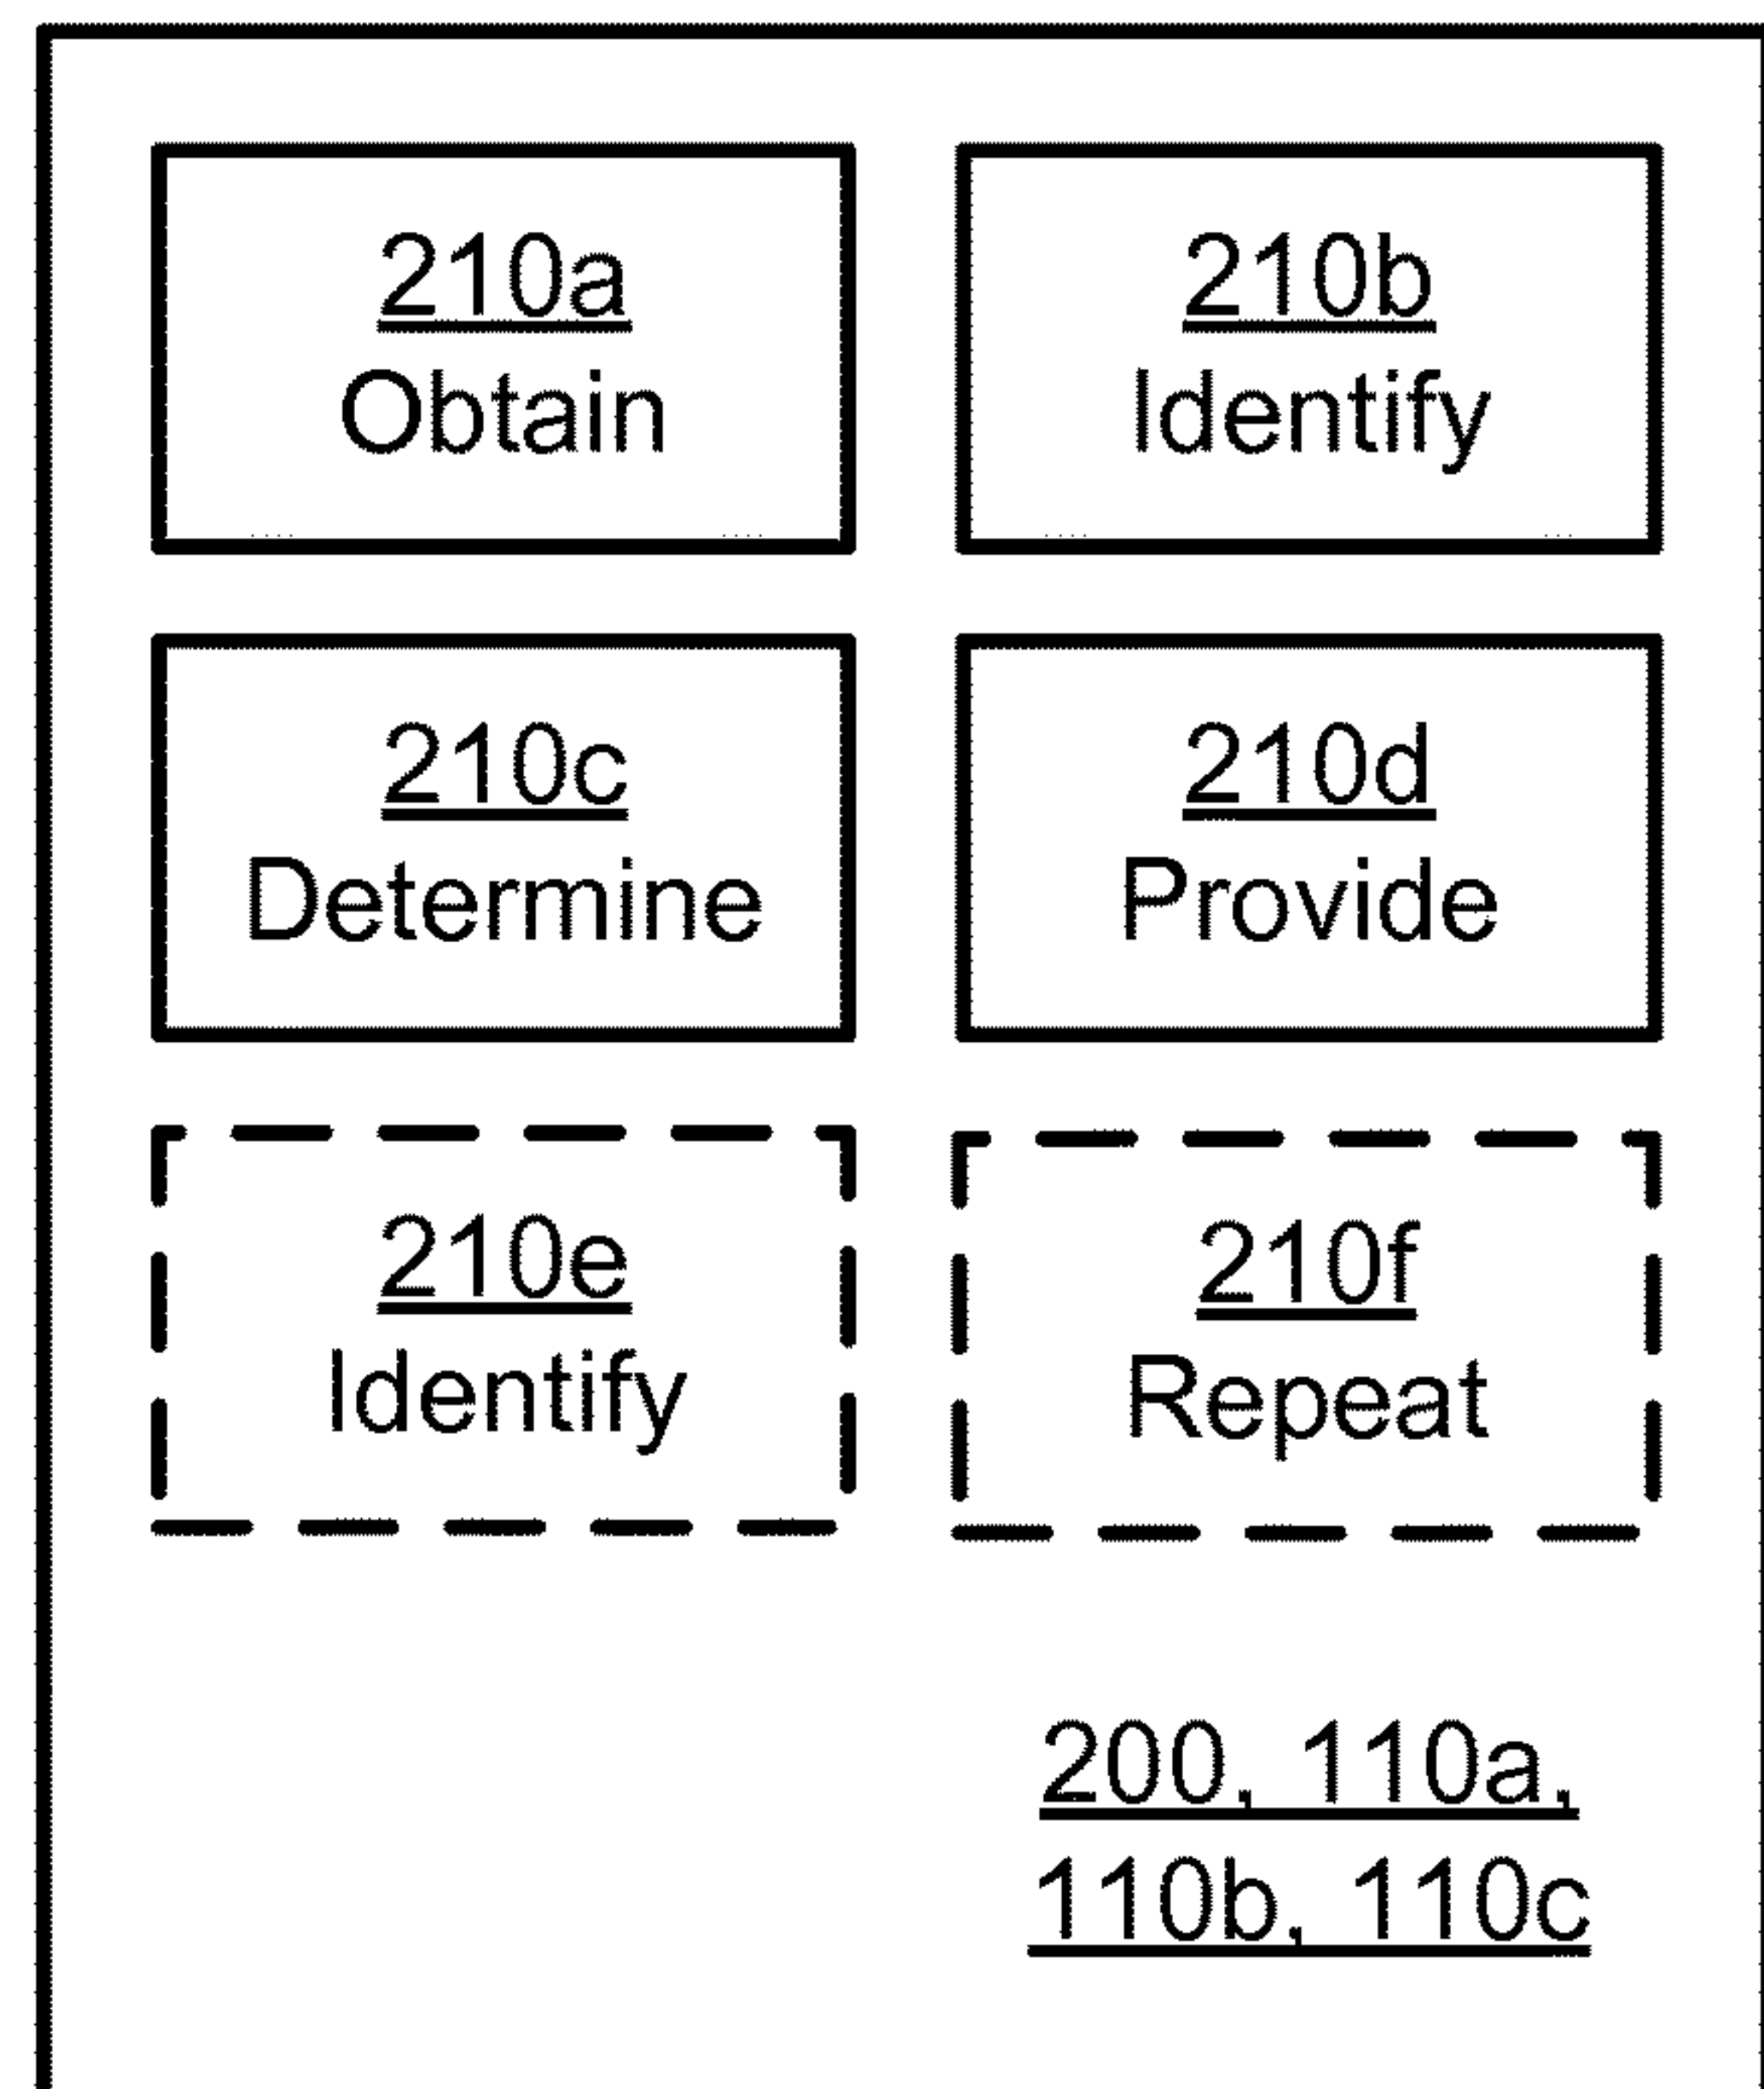 210a
Obtain
210b
Identify
210c
Determine
210d
Provide
210e
Identify
210f
Repeat
200, 110a,
110b, 110c